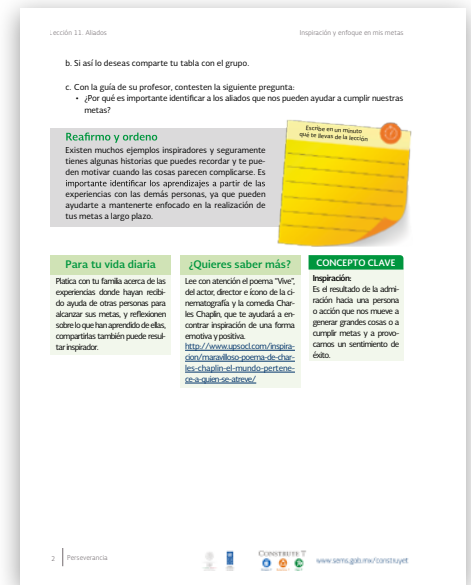 Lección 11. Aliados
Inspiración y enfoque en mis metas
b. Si así lo deseas comparte tu tabla con el grupo.
c. Con la guía de su profesor, contesten la siguiente pregunta:
• ¿Por qué es importante identificar a los aliados que nos pueden ayudar a cumplir nuestras
metas?
Reafirmo y ordeno
Existen muchos ejemplos inspiradores y seguramente
tienes algunas historias que puedes recordar y te pue-
den motivar cuando las cosas parecen complicarse. Es
importante identificar los aprendizajes a partir de las
experiencias con las demás personas, ya que pueden
ayudarte a mantenerte enfocado en la realización de
tus metas a largo plazo.
Escribe en un minuto
qué te llevas de la lección
Para tu vida diaria
Platica con tu familia acerca de las
experiencias donde hayan recibi-
do ayuda de otras personas para
alcanzar sus metas, y reflexionen
sobre lo que han aprendido de ellas,
compartirlas también puede resul-
tar inspirador.
¿Quieres saber más?
Lee con atención el poema "Vive",
del actor, director e ícono de la ci-
nematografía y la comedia Char-
les Chaplin, que te ayudará a en-
contrar inspiración de una forma
emotiva y positiva.
http://www.upsocl.com/inspira-
cion/maravilloso-poema-de-char-
les-chaplin-el-mundo-pertene-
ce-a-quien-se-atreve/
CONCEPTO CLAVE
Inspiración:
Es el resultado de la admi-
ración hacia una persona
o acción que nos mueve a
generar grandes cosas o a
cumplir metas y a provo-
carnos un sentimiento de
éxito.
2
Perseverancia
CONSTRUYE T
www.sems.gob.mx/construyet